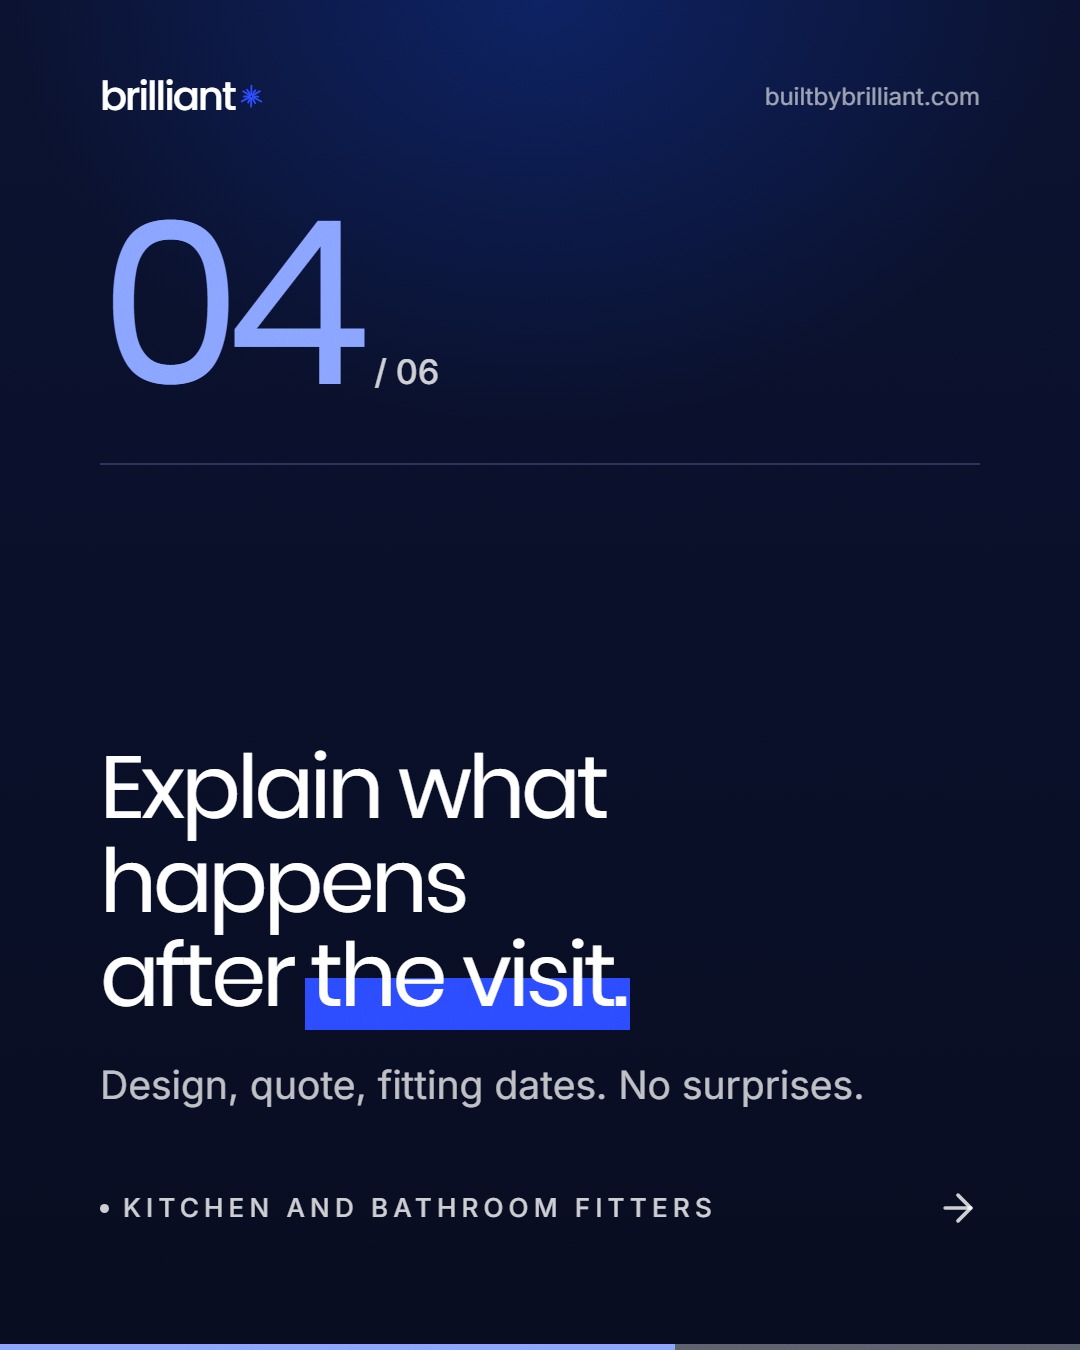 brilliant
builtbybrilliant.com
04 / 06
Explain what
happens
after the visit.
Design, quote, fitting dates. No surprises.
• KITCHEN AND BATHROOM FITTERS